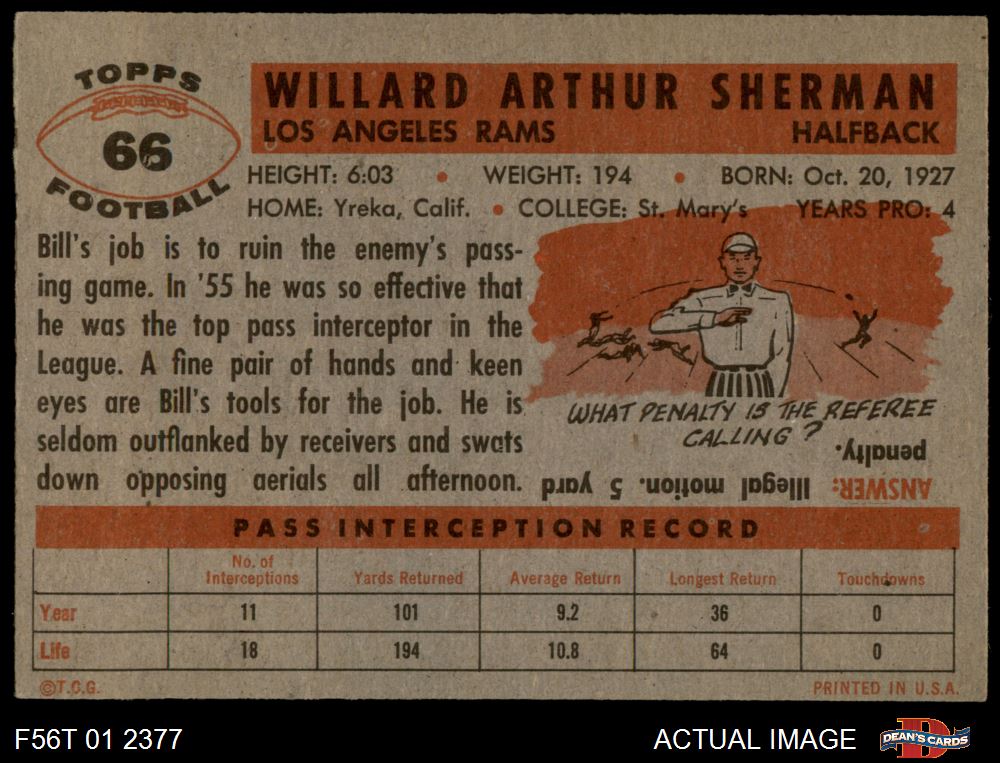 TOPPS
66
FOOTBALL
WILLARD ARTHUR SHERMAN
LOS ANGELES RAMS HALFBACK
HEIGHT: 6:03 • WEIGHT: 194 • BORN: Oct. 20, 1927
HOME: Yreka, Calif. • COLLEGE: St. Mary's YEARS PRO: 4
Bill's job is to ruin the enemy's pass-
ing game. In '55 he was so effective that
he was the top pass interceptor in the
League. A fine pair of hands and keen
eyes are Bill's tools for the job. He is
seldom outflanked by receivers and swats
down opposing aerials all afternoon.
WHAT PENALTY IS THE REFEREE
CALLING?
ANSWER: Illegal motion. 5 yard
penalty.
PASS INTERCEPTION RECORD
No. of
Interceptions Yards Returned Average Return Longest Return Touchdowns
Year 11 101 9.2 36 0
Life 18 194 10.8 64 0
©T.C.G. PRINTED IN U.S.A.
F56T 01 2377 ACTUAL IMAGE D DEAN'S CARDS